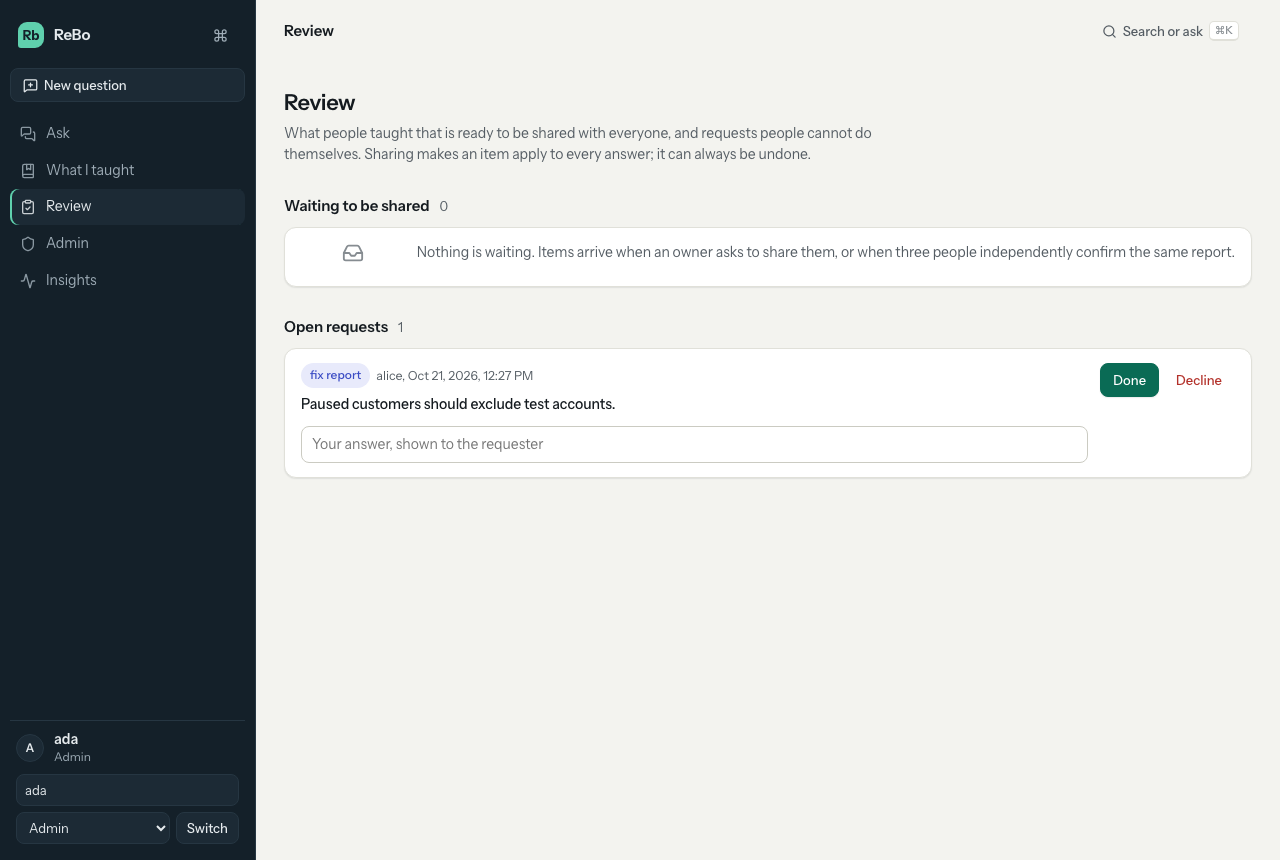 Rb ReBo ⌘
New question
Ask
What I taught
Review
Admin
Insights
A ada
Admin
ada
Admin Switch
Review
Search or ask ⌘K
Review
What people taught that is ready to be shared with everyone, and requests people cannot do
themselves. Sharing makes an item apply to every answer; it can always be undone.
Waiting to be shared 0
Nothing is waiting. Items arrive when an owner asks to share them, or when three people independently confirm the same report.
Open requests 1
fix report alice, Oct 21, 2026, 12:27 PM
Paused customers should exclude test accounts.
Your answer, shown to the requester
Done Decline